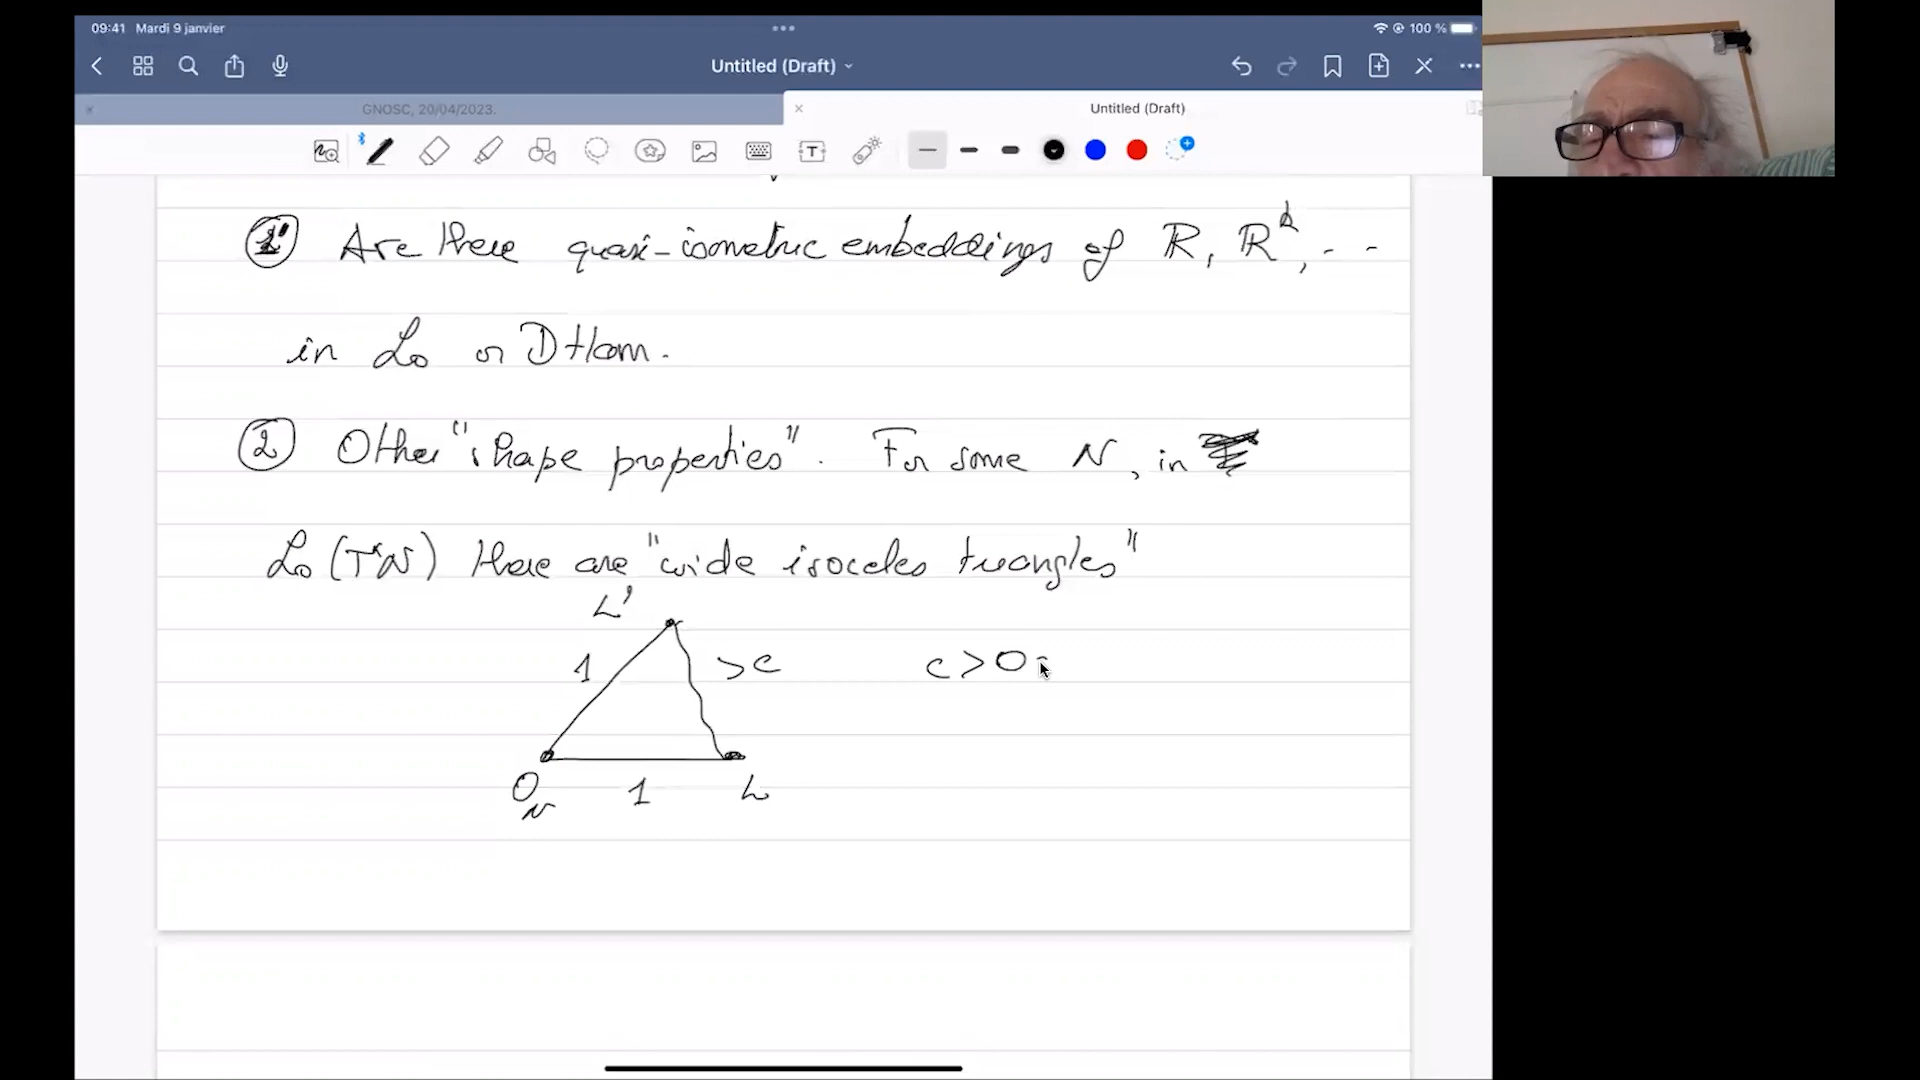 09:41 Mardi 9 janvier
100 %
Untitled (Draft)
GNOSC, 20/04/2023.
Untitled (Draft)
1' Are there quasi-isometric embeddings of ℝ, ℝᵏ, ...
in 𝓛₀ or DHam.
2 Other "shape properties". For some N, in
𝓛₀(T*N) there are "wide isoceles triangles"
L'
1 > c c > 0
O_N 1 L